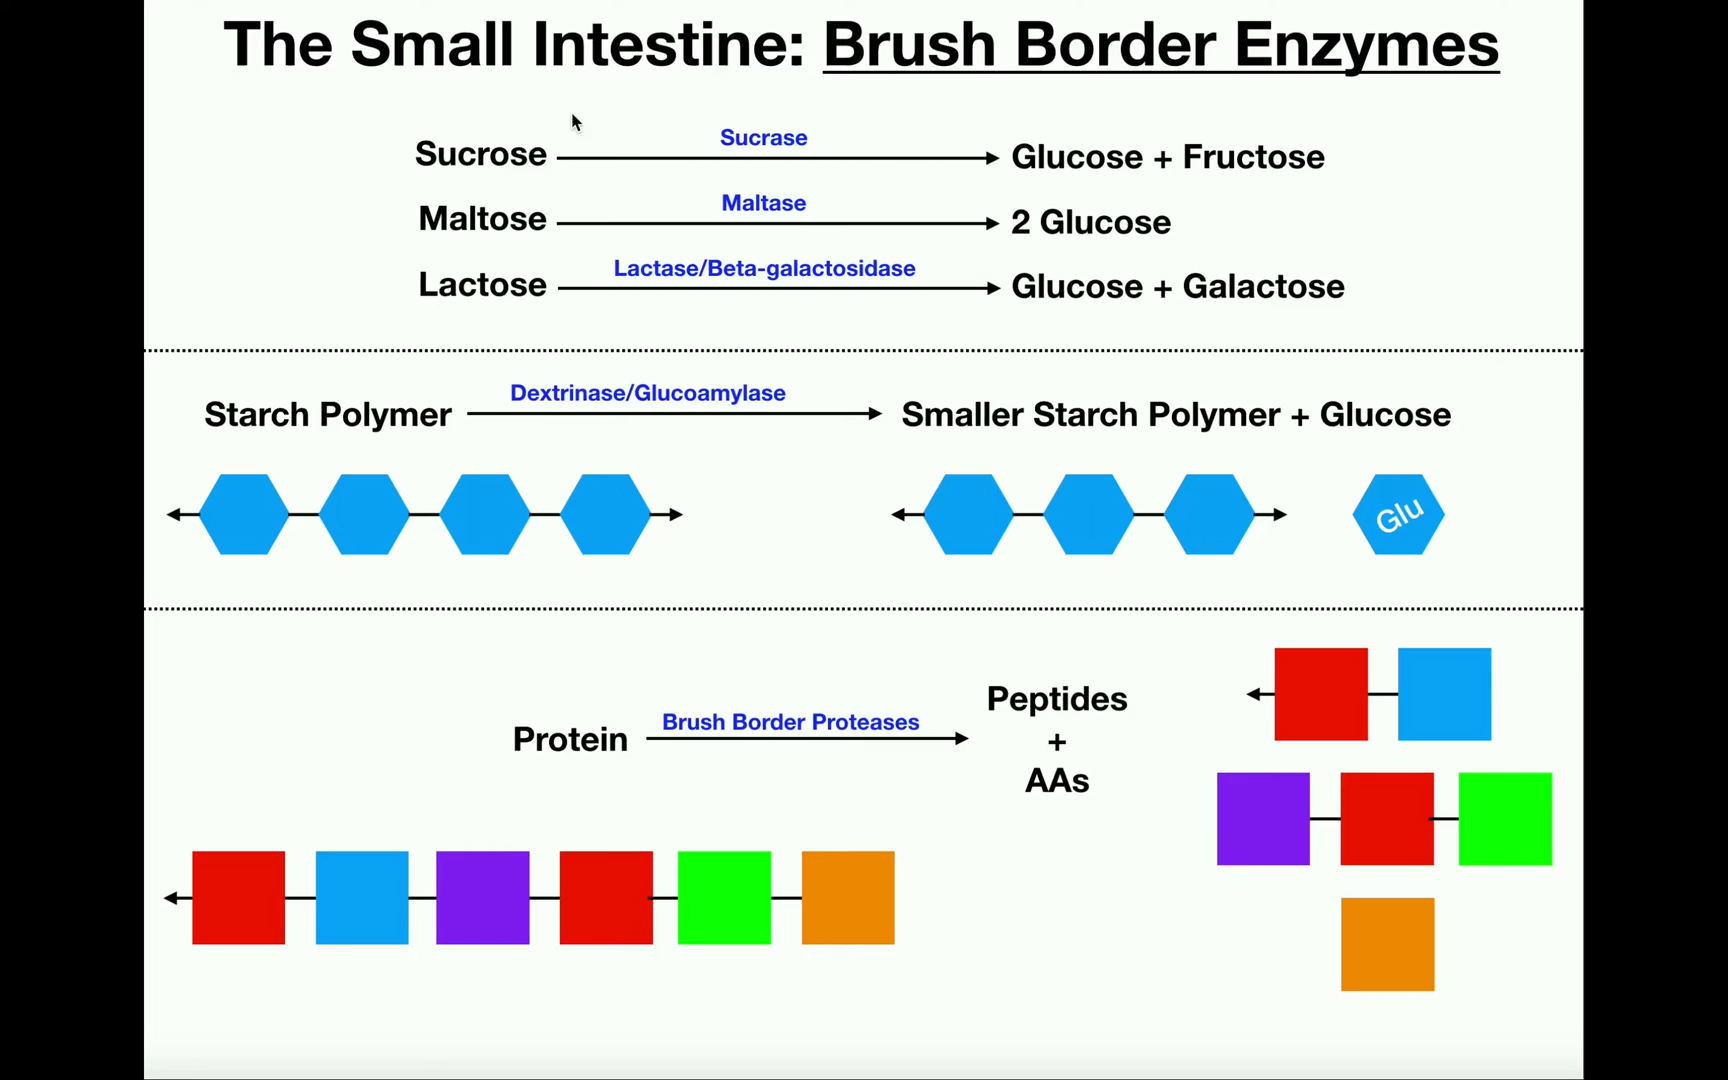 The Small Intestine: Brush Border Enzymes
Sucrase
Sucrose
Glucose + Fructose
Maltase
Maltose
2 Glucose
Lactase/Beta-galactosidase
Lactose
Glucose + Galactose
Dextrinase/Glucoamylase
Starch Polymer
Smaller Starch Polymer + Glucose
Glu
Protein
Brush Border Proteases
Peptides
+
AAs